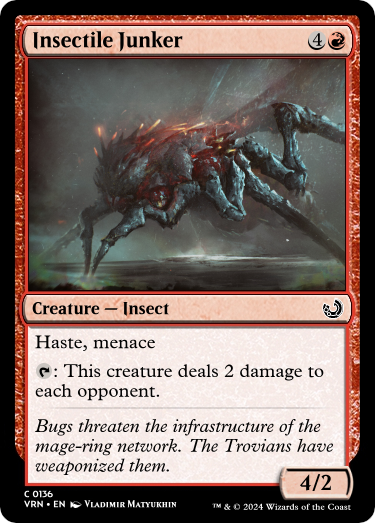 Insectile Junker 4
Creature — Insect
Haste, menace
: This creature deals 2 damage to
each opponent.
Bugs threaten the infrastructure of the
mage-ring network. The Trovians have
weaponized them.
4/2
C 0136
VRN • EN Vladimir Matyukhin
™ & © 2024 Wizards of the Coast